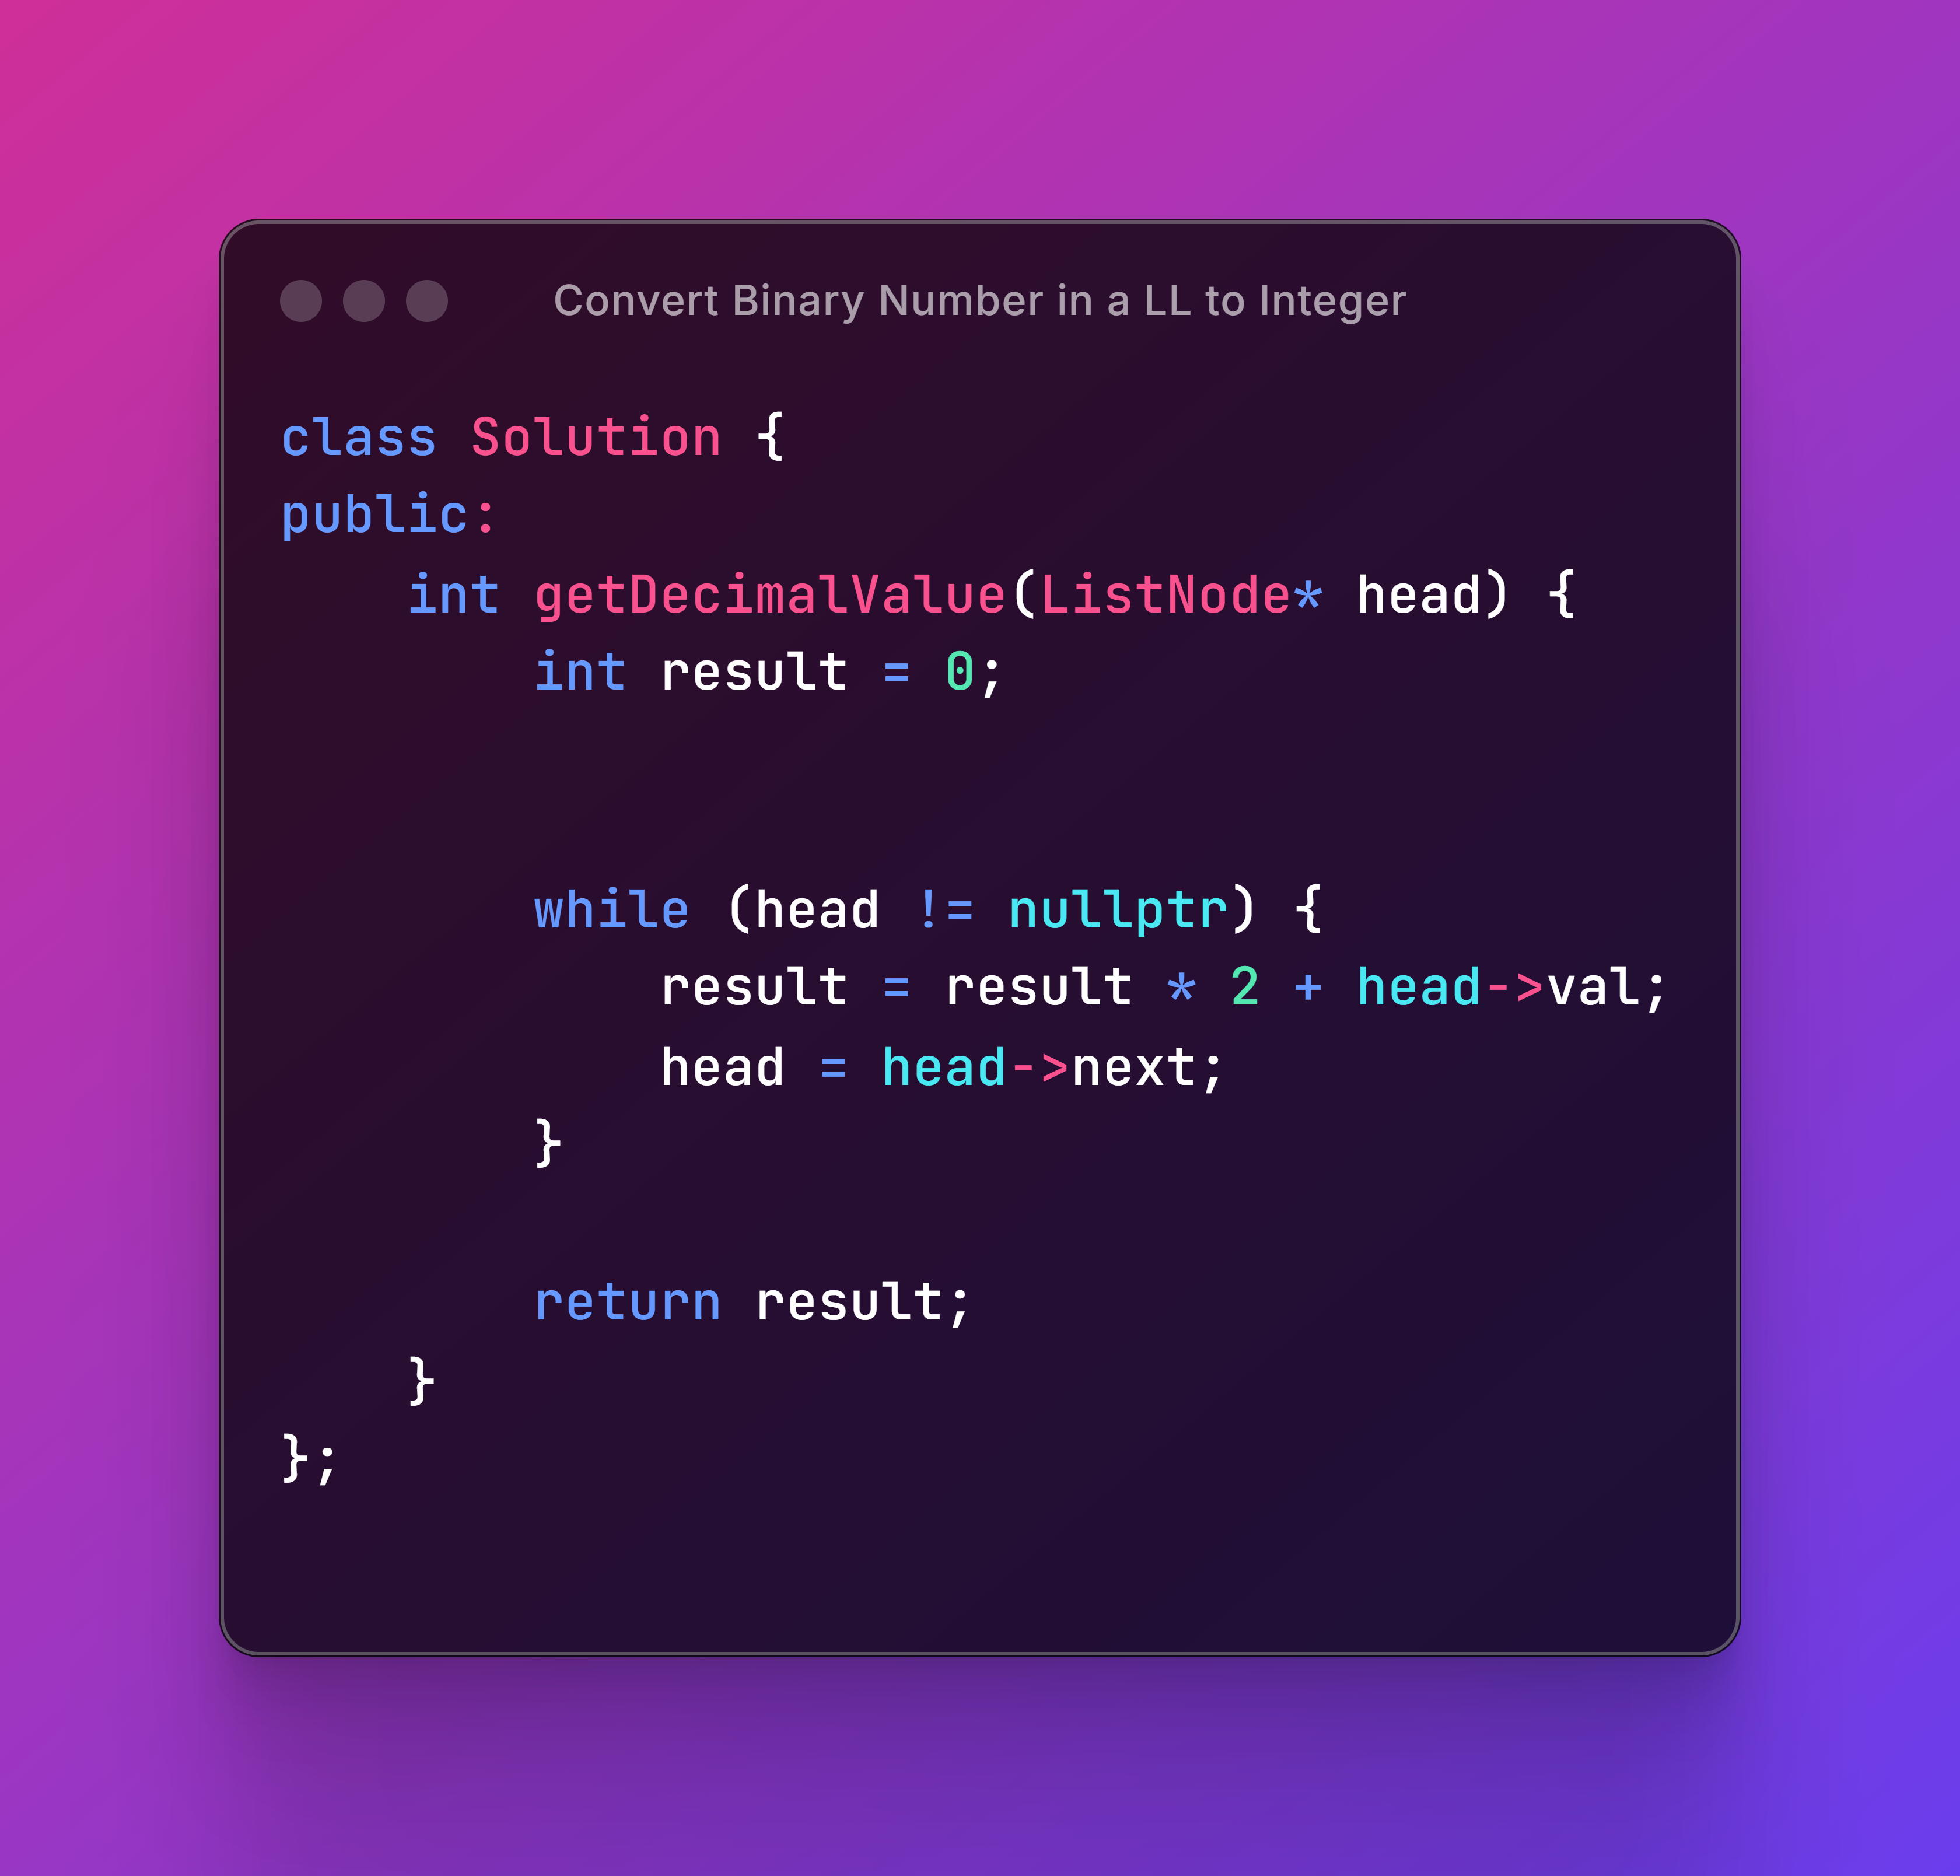 Convert Binary Number in a LL to Integer
class Solution {
public:
    int getDecimalValue(ListNode* head) {
        int result = 0;
        while (head != nullptr) {
            result = result * 2 + head->val;
            head = head->next;
        }
        return result;
    }
};